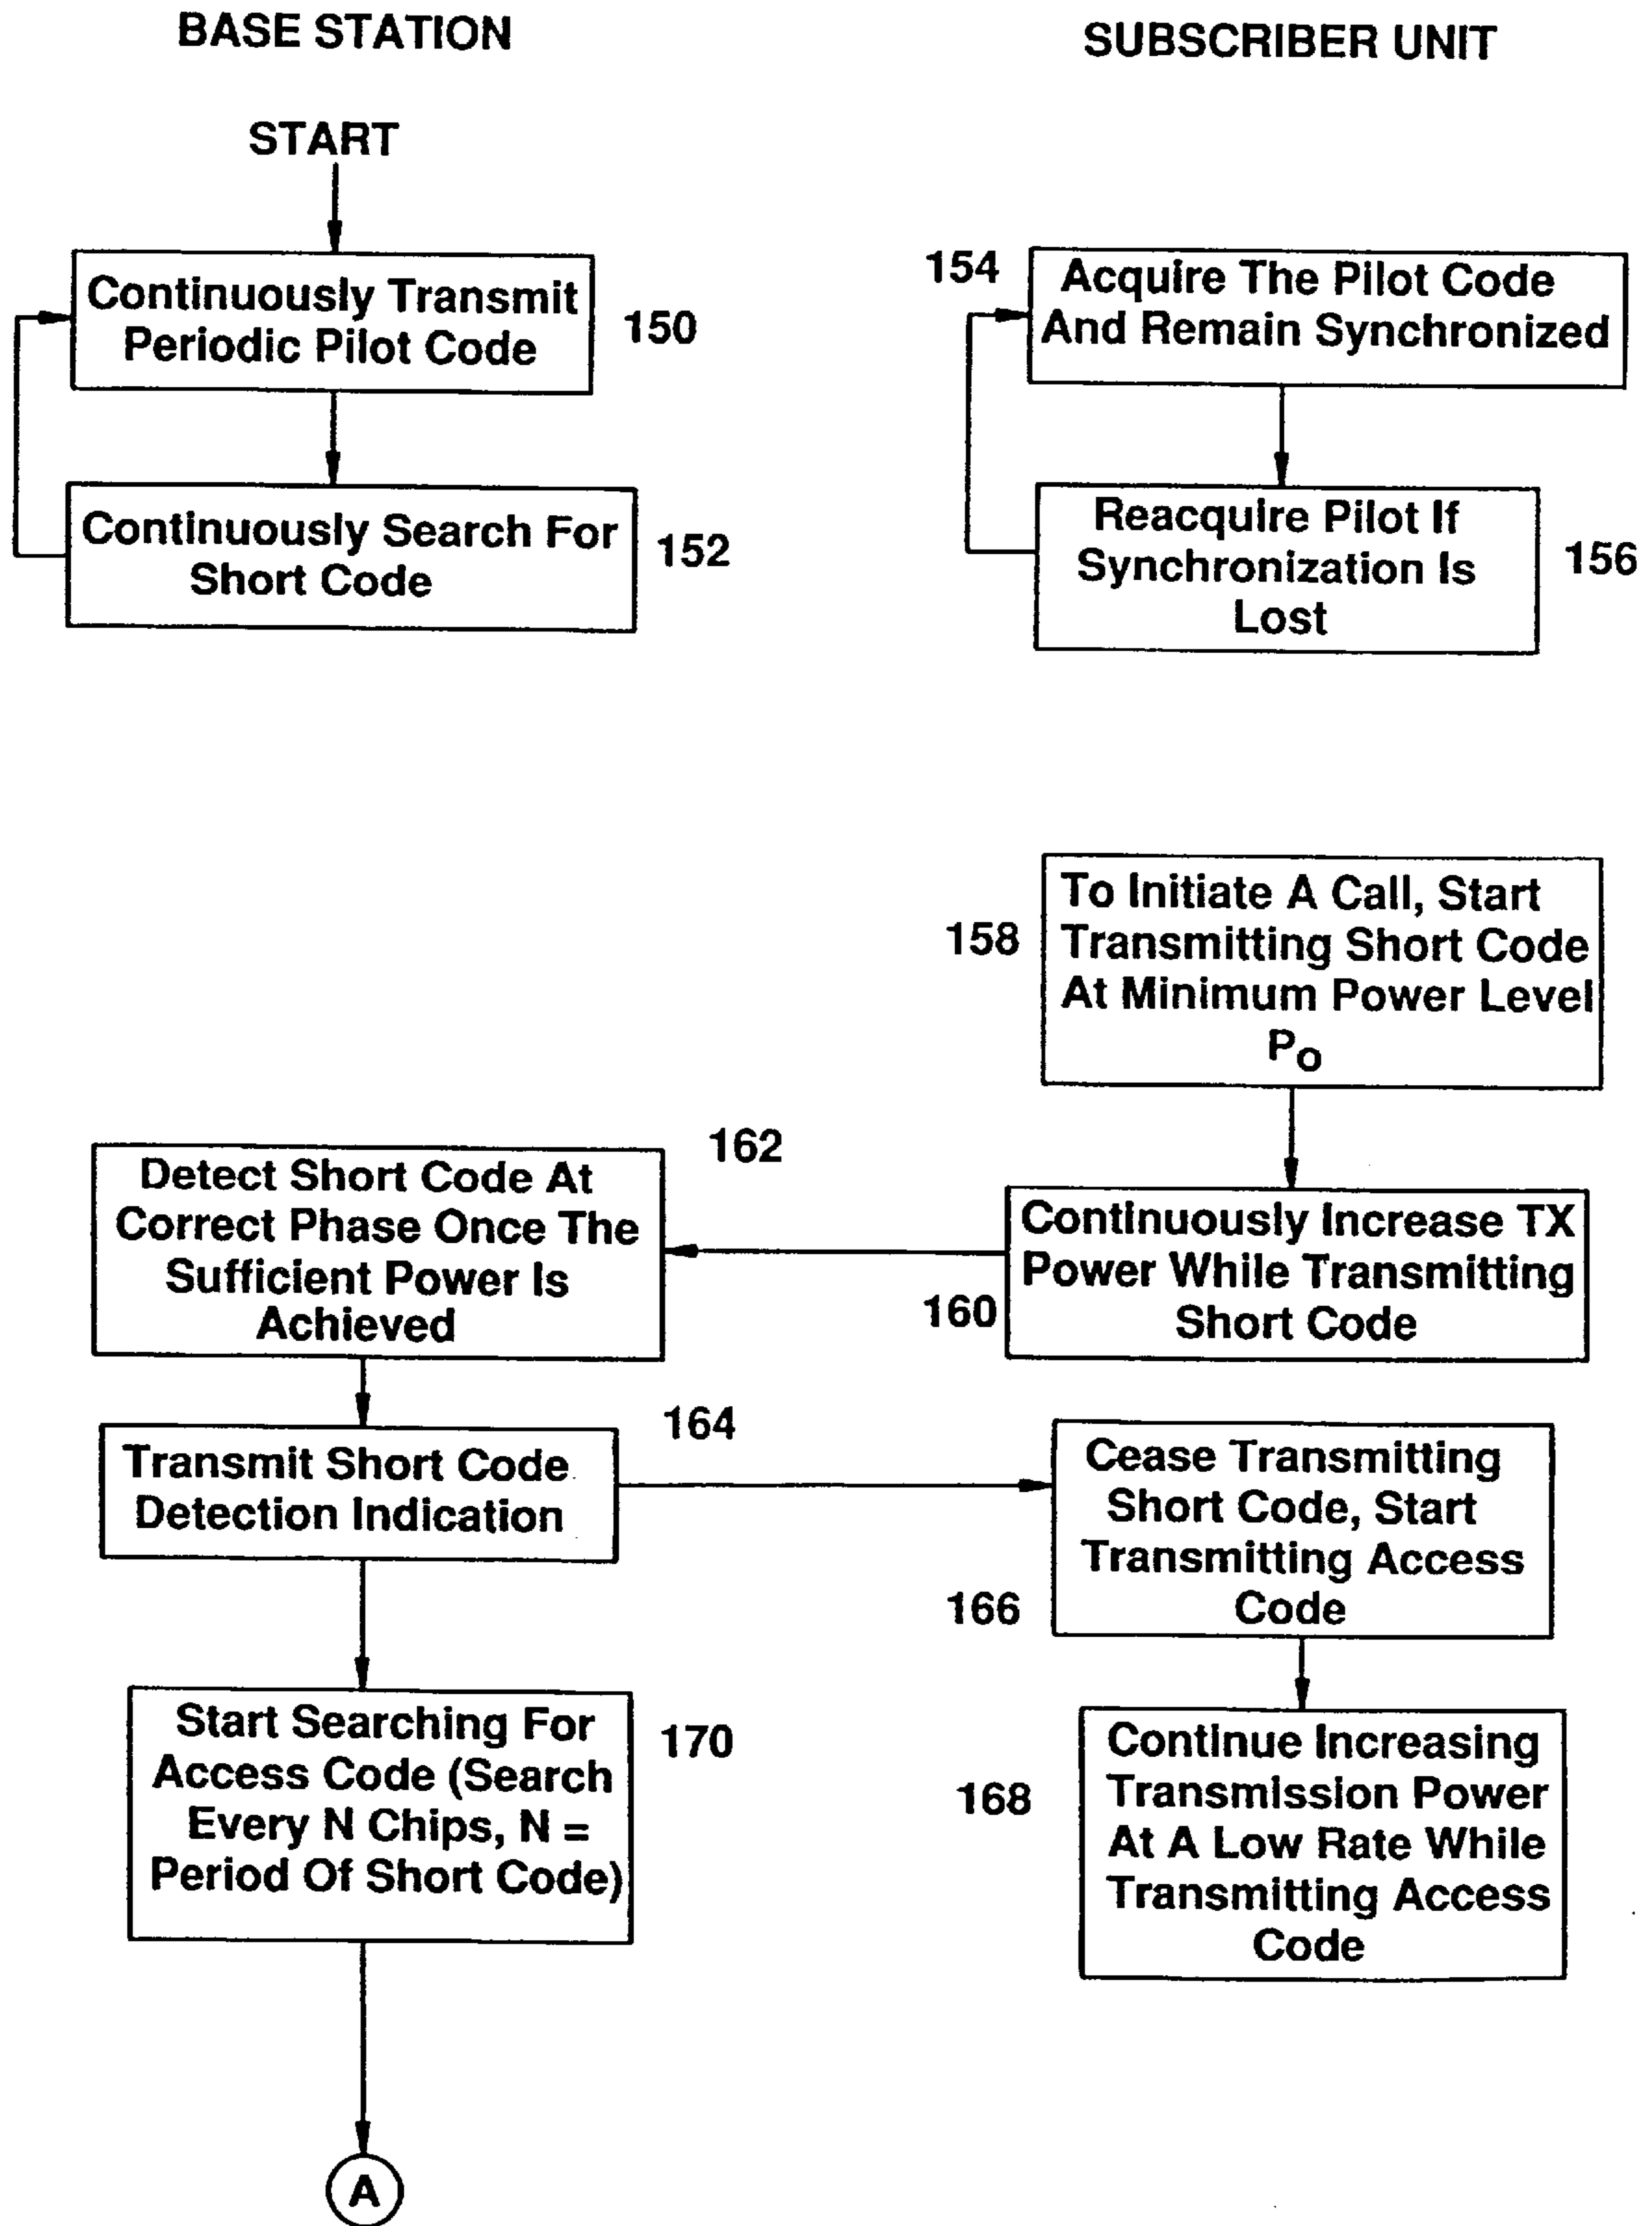 BASE STATION
SUBSCRIBER UNIT
START
Continuously Transmit
Periodic Pilot Code
150
154
Acquire The Pilot Code
And Remain Synchronized
Continuously Search For
Short Code
152
Reacquire Pilot If
Synchronization Is
Lost
156
158
To Initiate A Call, Start
Transmitting Short Code
At Minimum Power Level
Po
162
Detect Short Code At
Correct Phase Once The
Sufficient Power Is
Achieved
160
Continuously Increase TX
Power While Transmitting
Short Code
164
Transmit Short Code
Detection Indication
166
Cease Transmitting
Short Code, Start
Transmitting Access
Code
Start Searching For
Access Code (Search
Every N Chips, N =
Period Of Short Code)
170
168
Continue Increasing
Transmission Power
At A Low Rate While
Transmitting Access
Code
A